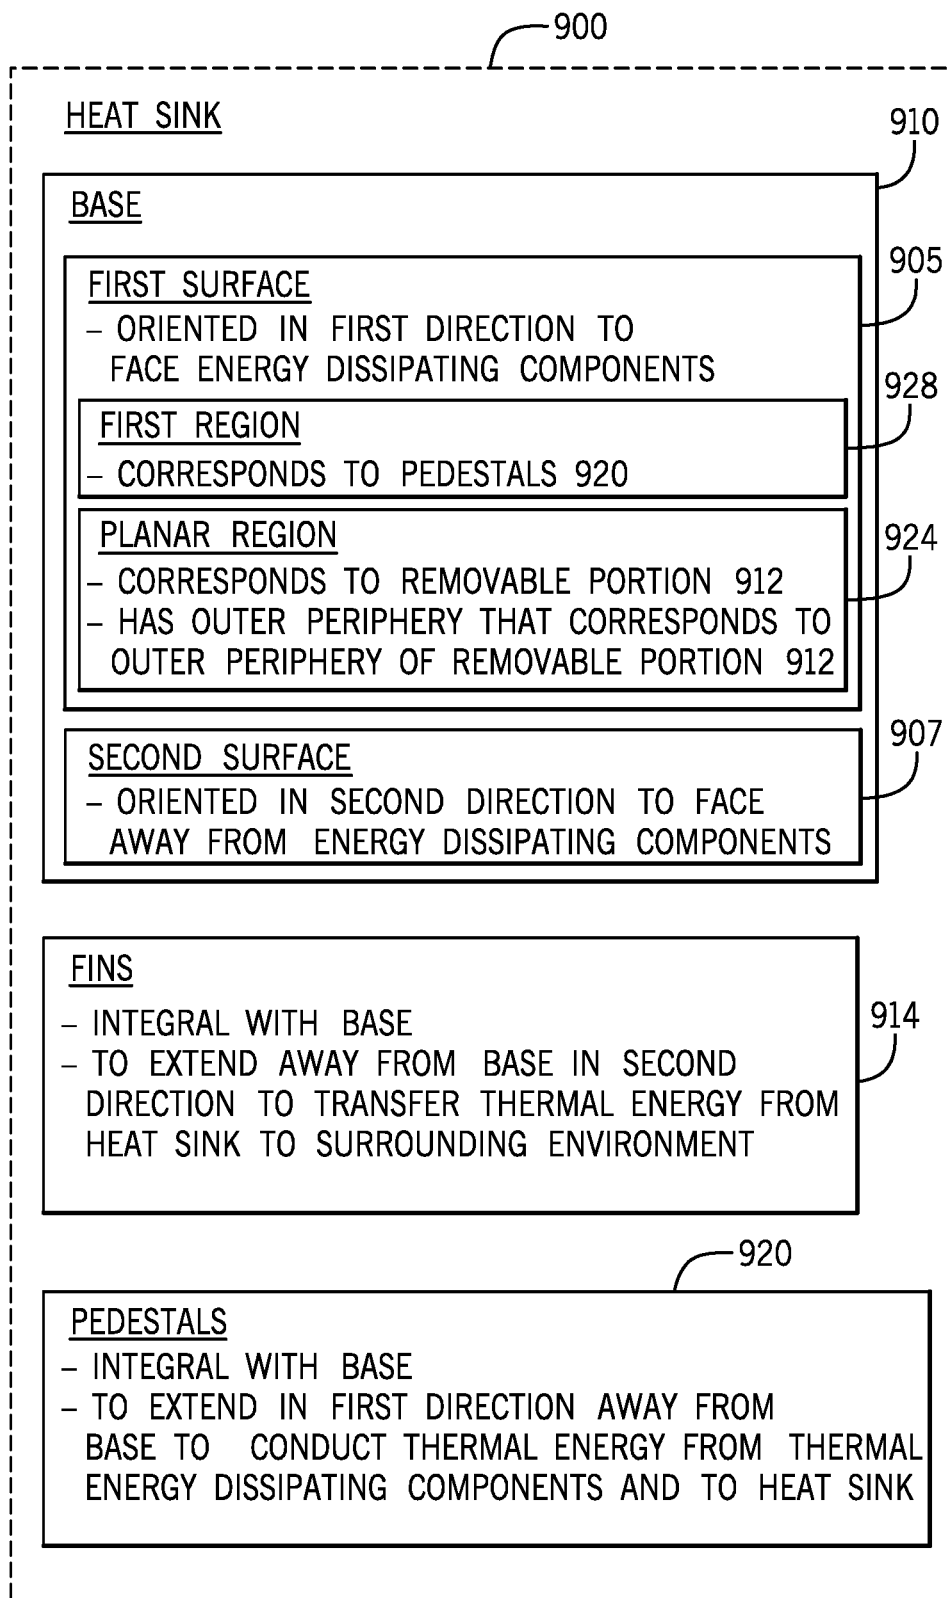 900
HEAT SINK
910
BASE
905
FIRST SURFACE
– ORIENTED IN FIRST DIRECTION TO
FACE ENERGY DISSIPATING COMPONENTS
928
FIRST REGION
– CORRESPONDS TO PEDESTALS 920
924
PLANAR REGION
– CORRESPONDS TO REMOVABLE PORTION 912
– HAS OUTER PERIPHERY THAT CORRESPONDS TO
OUTER PERIPHERY OF REMOVABLE PORTION 912
907
SECOND SURFACE
– ORIENTED IN SECOND DIRECTION TO FACE
AWAY FROM ENERGY DISSIPATING COMPONENTS
FINS
– INTEGRAL WITH BASE
914
– TO EXTEND AWAY FROM BASE IN SECOND
DIRECTION TO TRANSFER THERMAL ENERGY FROM
HEAT SINK TO SURROUNDING ENVIRONMENT
920
PEDESTALS
– INTEGRAL WITH BASE
– TO EXTEND IN FIRST DIRECTION AWAY FROM
BASE TO CONDUCT THERMAL ENERGY FROM THERMAL
ENERGY DISSIPATING COMPONENTS AND TO HEAT SINK